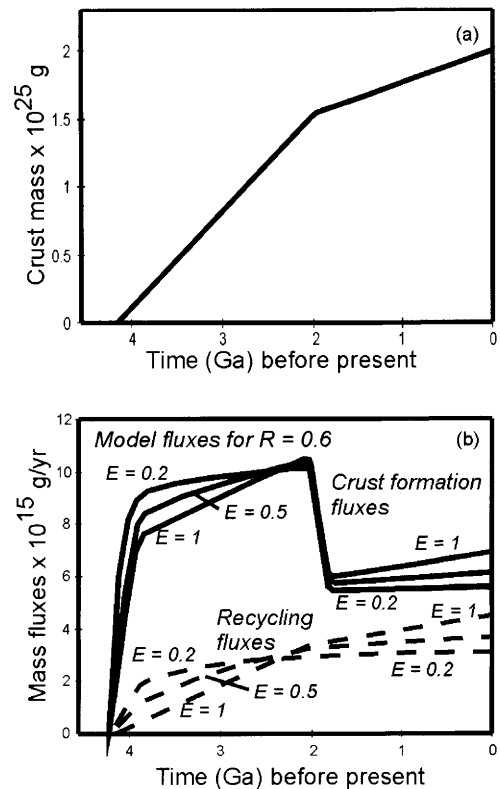 (a)
Crust mass x 10^25 g
2
1.5
1
0.5
0
4 3 2 1 0
Time (Ga) before present
(b)
Model fluxes for R = 0.6
Mass fluxes x 10^15 g/yr
12
10
8
6
4
2
0
E = 0.2
E = 0.5
E = 1
Crust formation
fluxes
E = 1
E = 0.2
Recycling
fluxes
E = 1
E = 0.2
E = 0.2
E = 0.5
E = 1
4 3 2 1 0
Time (Ga) before present